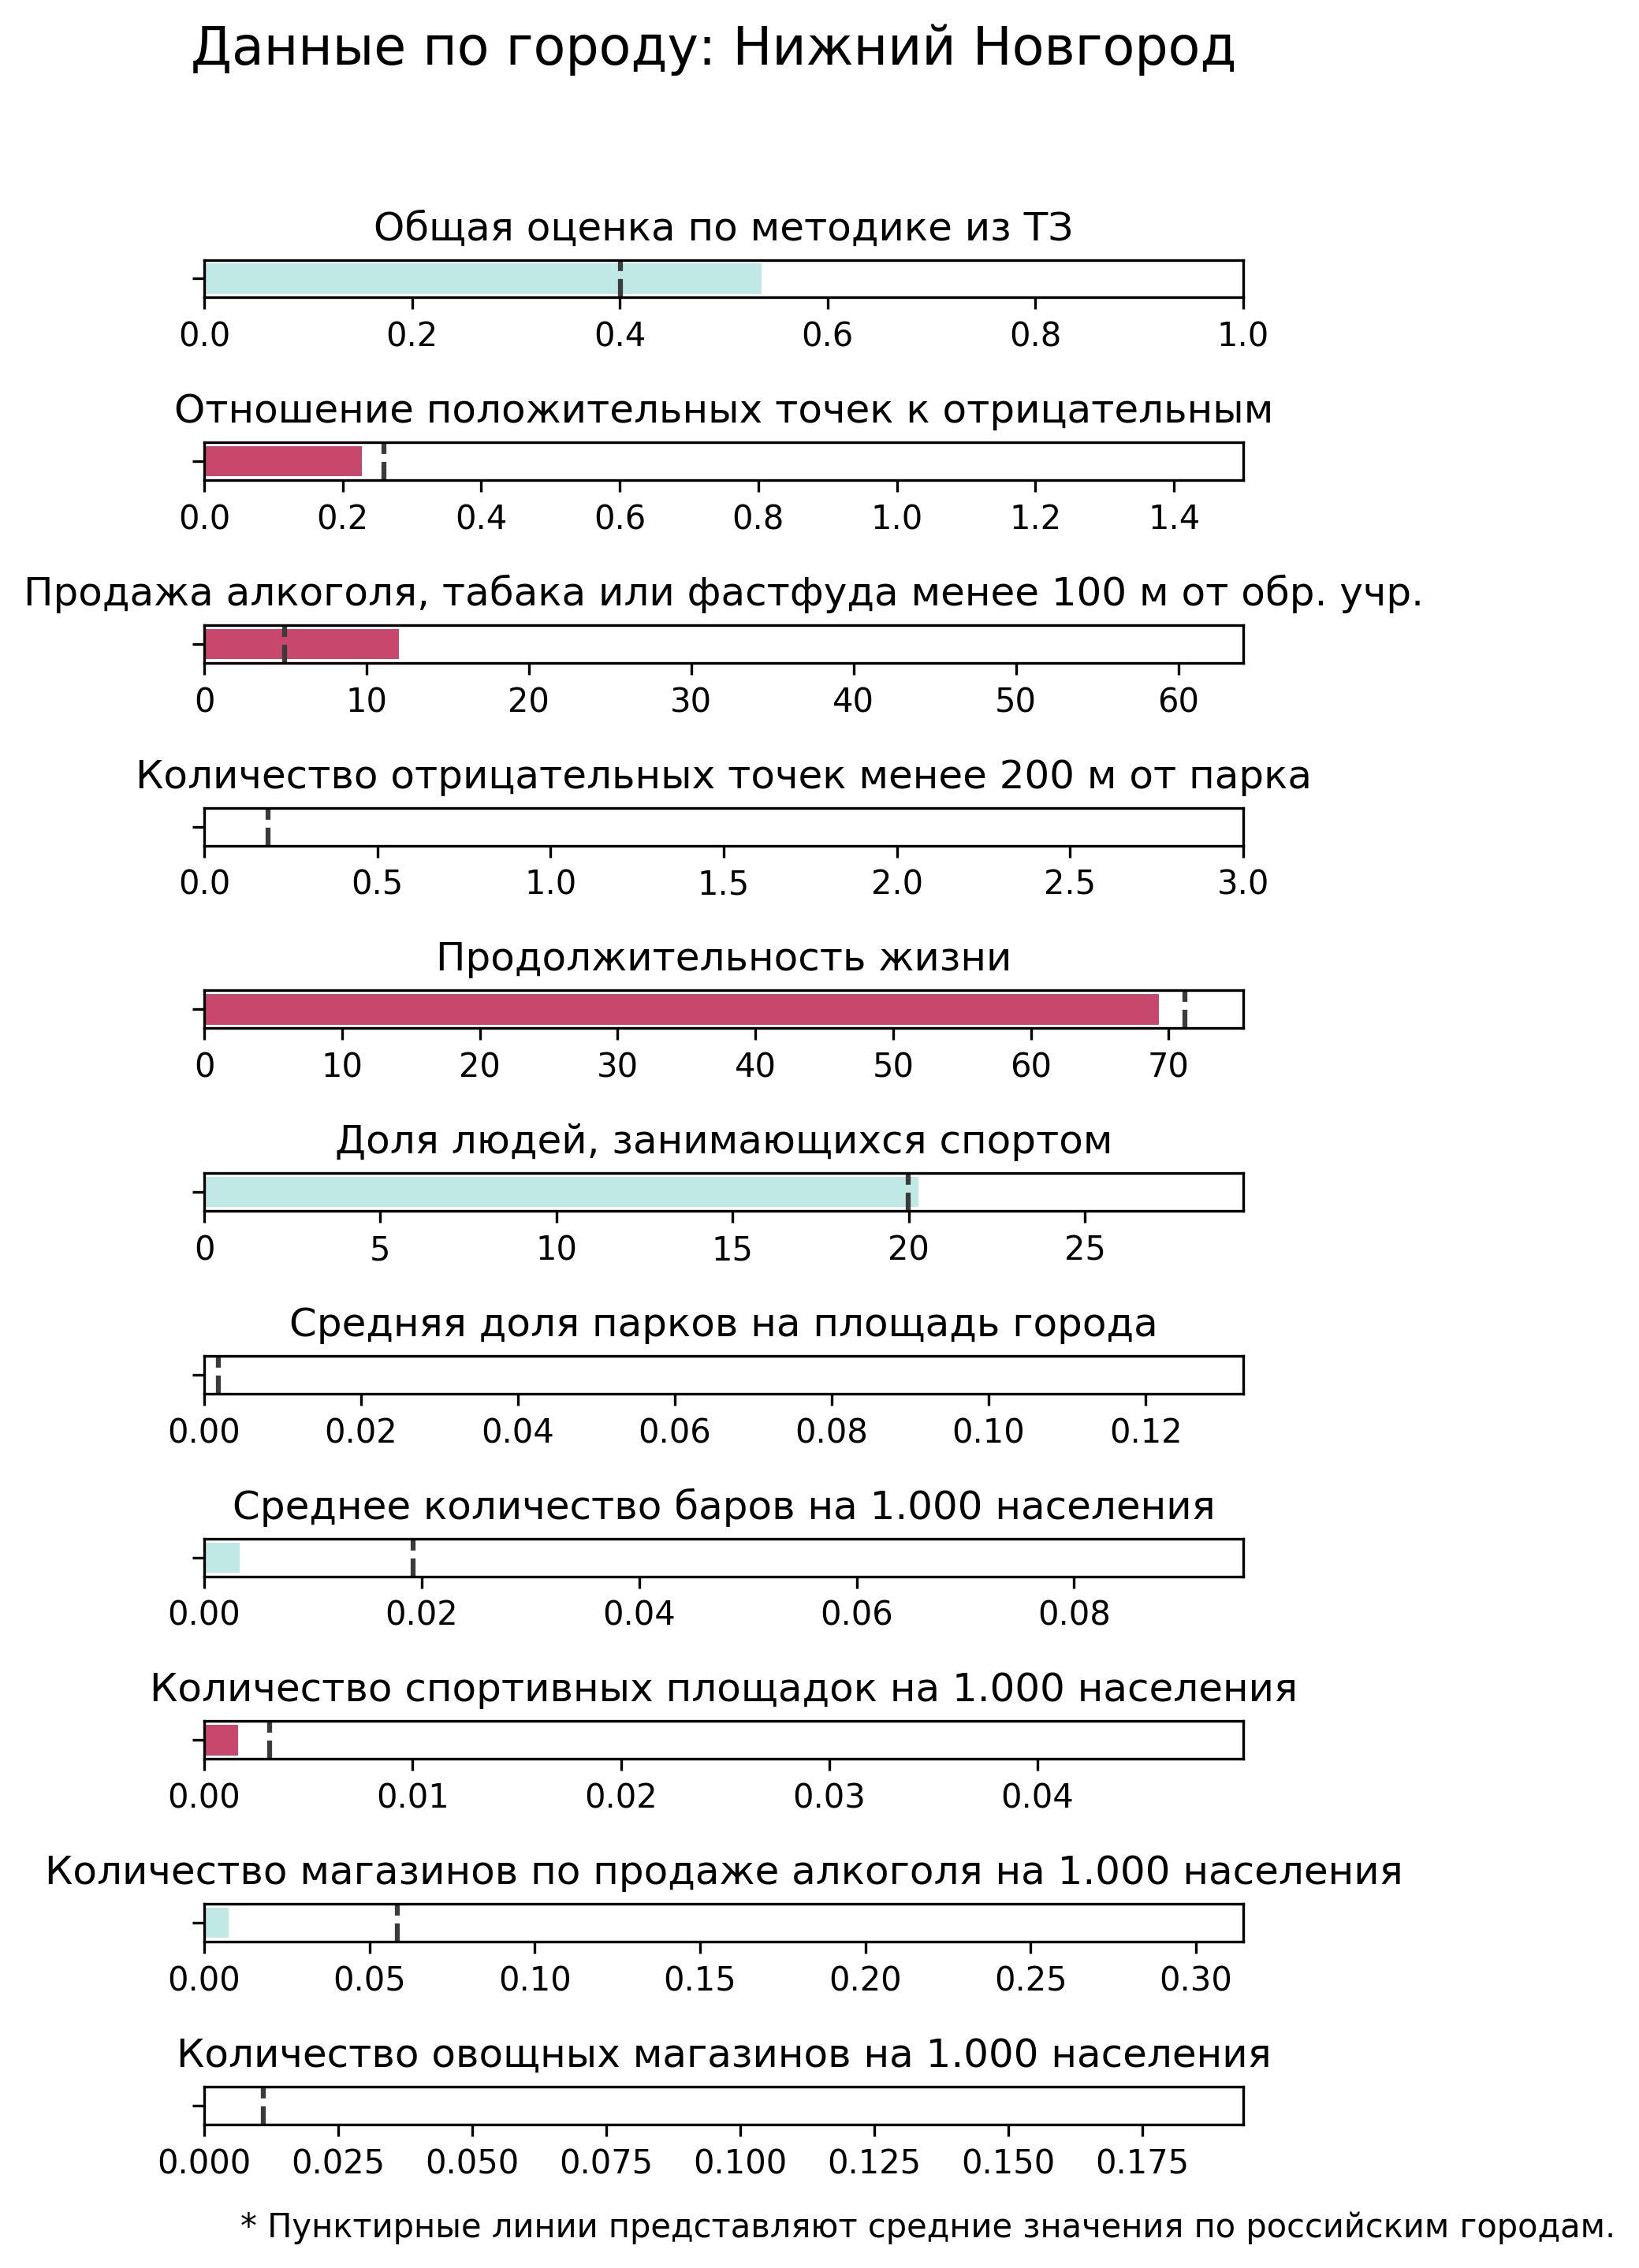 Данные по городу: Нижний Новгород
Общая оценка по методике из ТЗ
0.0 0.2 0.4 0.6 0.8 1.0
Отношение положительных точек к отрицательным
0.0 0.2 0.4 0.6 0.8 1.0 1.2 1.4
Продажа алкоголя, табака или фастфуда менее 100 м от обр. учр.
0 10 20 30 40 50 60
Количество отрицательных точек менее 200 м от парка
0.0 0.5 1.0 1.5 2.0 2.5 3.0
Продолжительность жизни
0 10 20 30 40 50 60 70
Доля людей, занимающихся спортом
0 5 10 15 20 25
Средняя доля парков на площадь города
0.00 0.02 0.04 0.06 0.08 0.10 0.12
Среднее количество баров на 1.000 населения
0.00 0.02 0.04 0.06 0.08
Количество спортивных площадок на 1.000 населения
0.00 0.01 0.02 0.03 0.04
Количество магазинов по продаже алкоголя на 1.000 населения
0.00 0.05 0.10 0.15 0.20 0.25 0.30
Количество овощных магазинов на 1.000 населения
0.000 0.025 0.050 0.075 0.100 0.125 0.150 0.175
* Пунктирные линии представляют средние значения по российским городам.